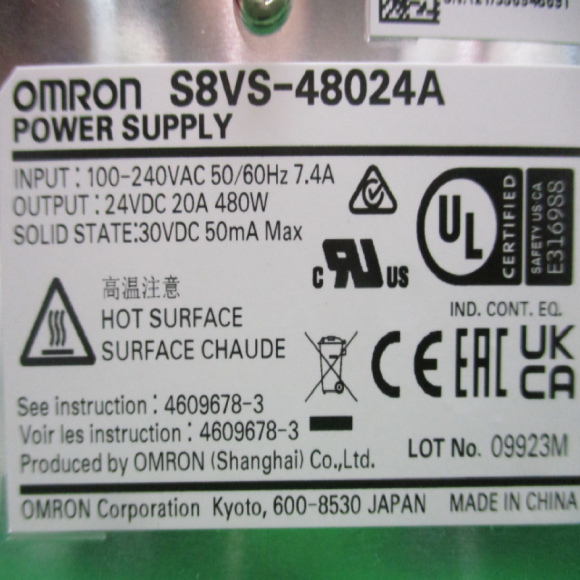 OMRON S8VS-48024A
POWER SUPPLY
INPUT : 100-240VAC 50/60Hz 7.4A
OUTPUT : 24VDC 20A 480W
SOLID STATE:30VDC 50mA Max
UL CERTIFIED
SAFETY US CA
E316988
C RU US
IND. CONT. EQ.
高温注意
HOT SURFACE
SURFACE CHAUDE
CE EAC UK CA
See instruction : 4609678-3
Voir les instruction : 4609678-3
Produced by OMRON (Shanghai) Co.,Ltd.
LOT No. 09923M
OMRON Corporation Kyoto, 600-8530 JAPAN MADE IN CHINA